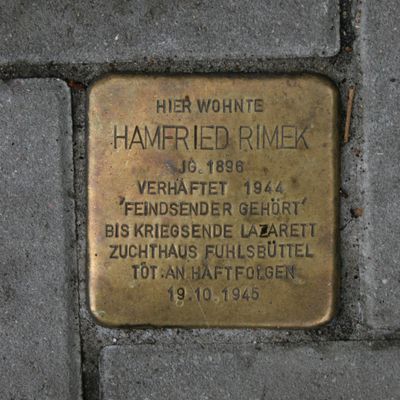 HIER WOHNTE
HAMFRIED RIMEK
JG. 1896
VERHAFTET 1944
'FEINDSENDER GEHÖRT'
BIS KRIEGSENDE LAZARETT
ZUCHTHAUS FUHLSBÜTTEL
TOT AN HAFTFOLGEN
19.10.1945